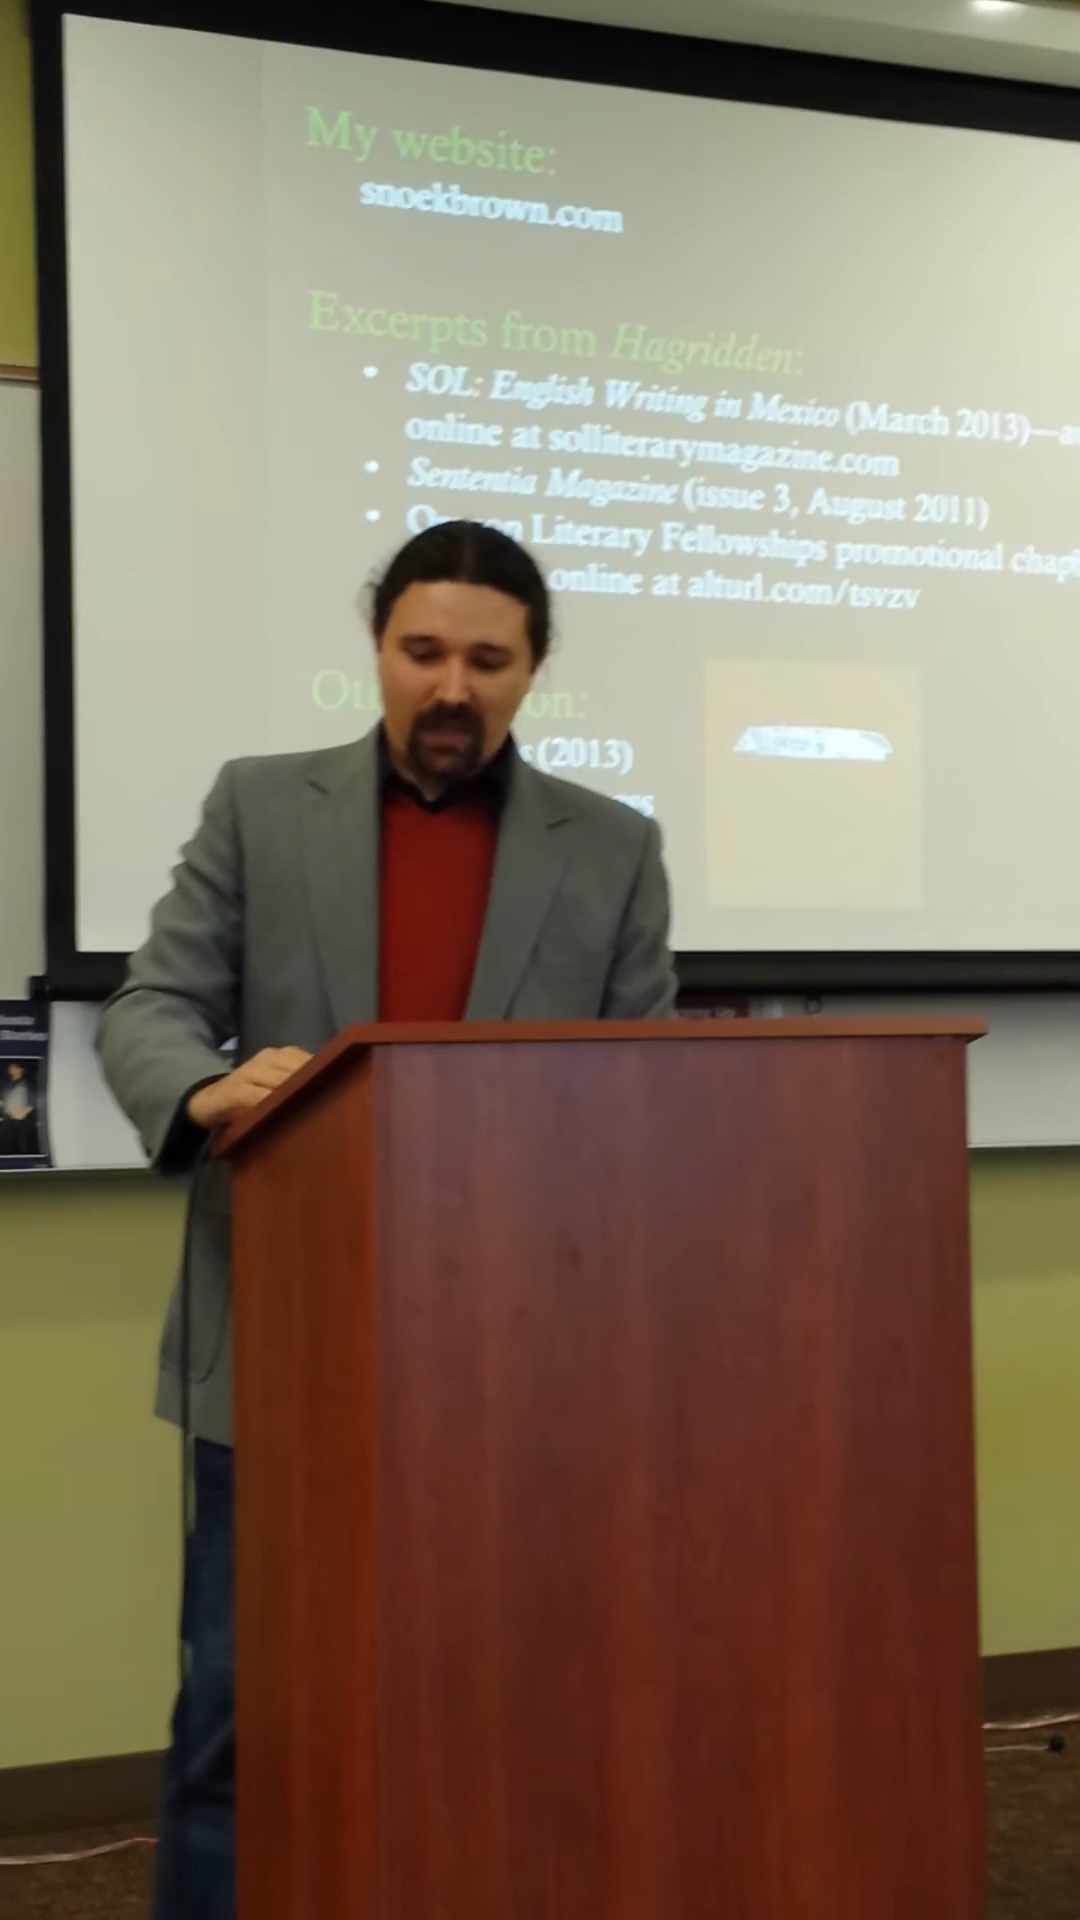 My website:
snoekbrown.com
Excerpts from Hagridden:
• SOL: English Writing in Mexico (March 2013)—
online at solliterarymagazine.com
• Sententia Magazine (issue 3, August 2011)
• Literary Fellowships promotional
online at alturl.com/tsvzv
(2013)